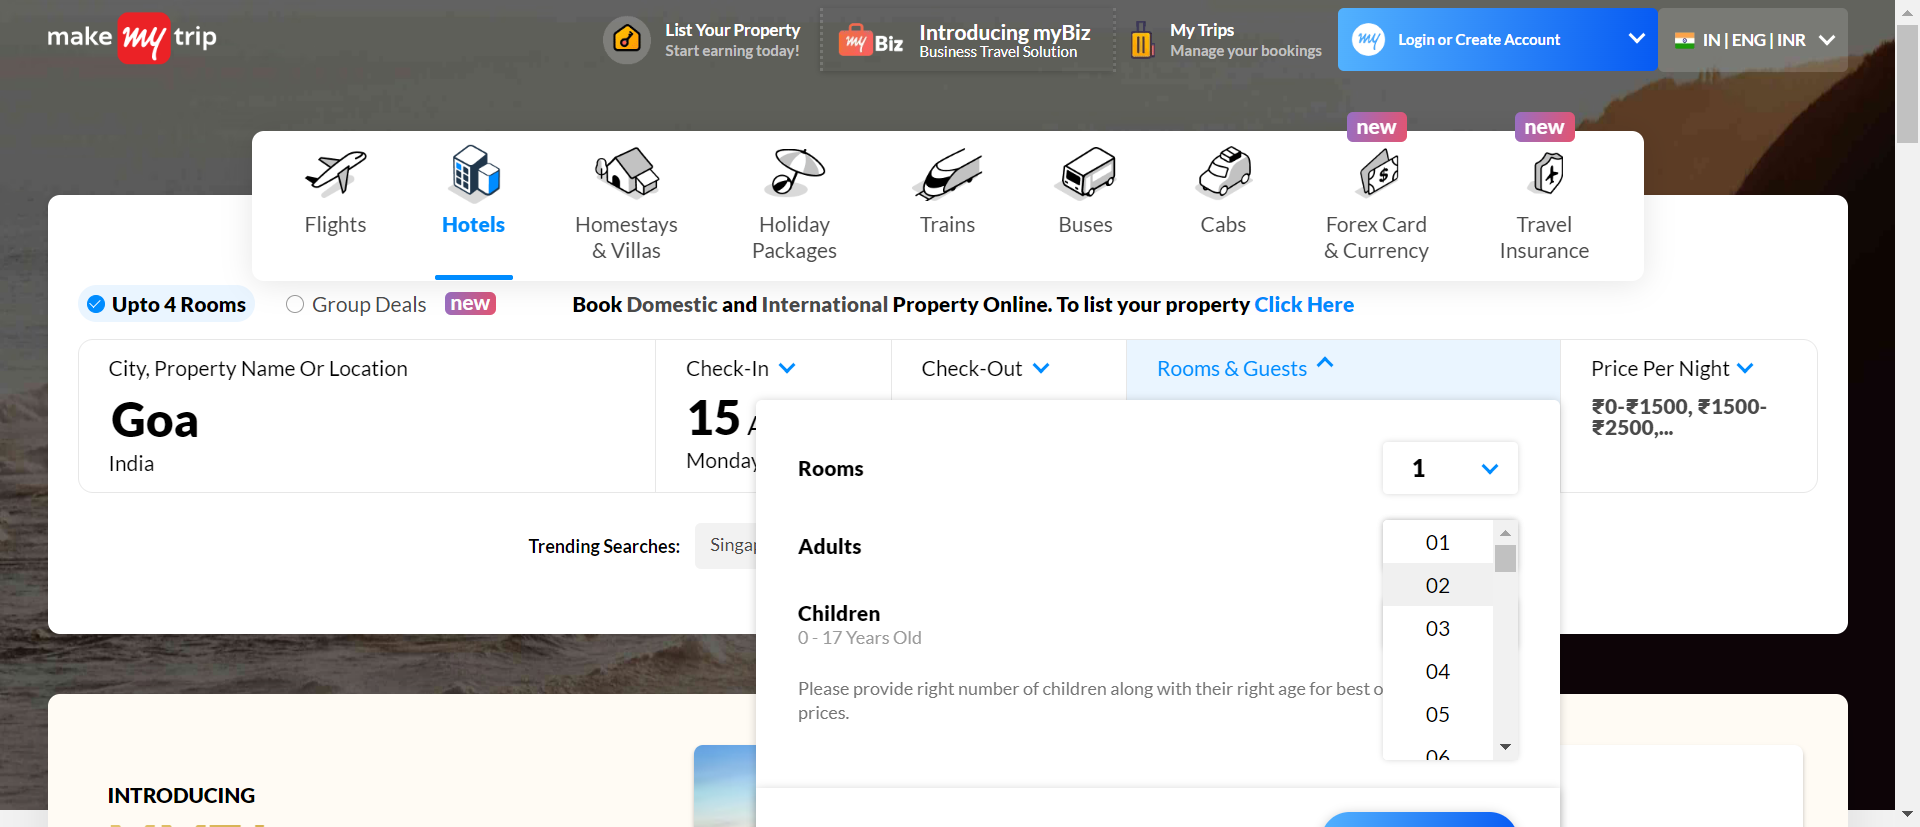 make my trip
List Your Property
Start earning today!
my Biz
Introducing myBiz
Business Travel Solution
My Trips
Manage your bookings
my
Login or Create Account
IN | ENG | INR
new
new
Flights
Hotels
Homestays
& Villas
Holiday
Packages
Trains
Buses
Cabs
Forex Card
& Currency
Travel
Insurance
Upto 4 Rooms
Group Deals
new
Book Domestic and International Property Online. To list your property Click Here
City, Property Name Or Location
Goa
India
Check-In
15
Monday
Check-Out
Rooms & Guests
Price Per Night
₹0-₹1500, ₹1500-
₹2500,...
Rooms
1
Adults
01
02
03
04
05
06
Children
0 - 17 Years Old
Please provide right number of children along with their right age for best o
prices.
Trending Searches:
Singap
INTRODUCING